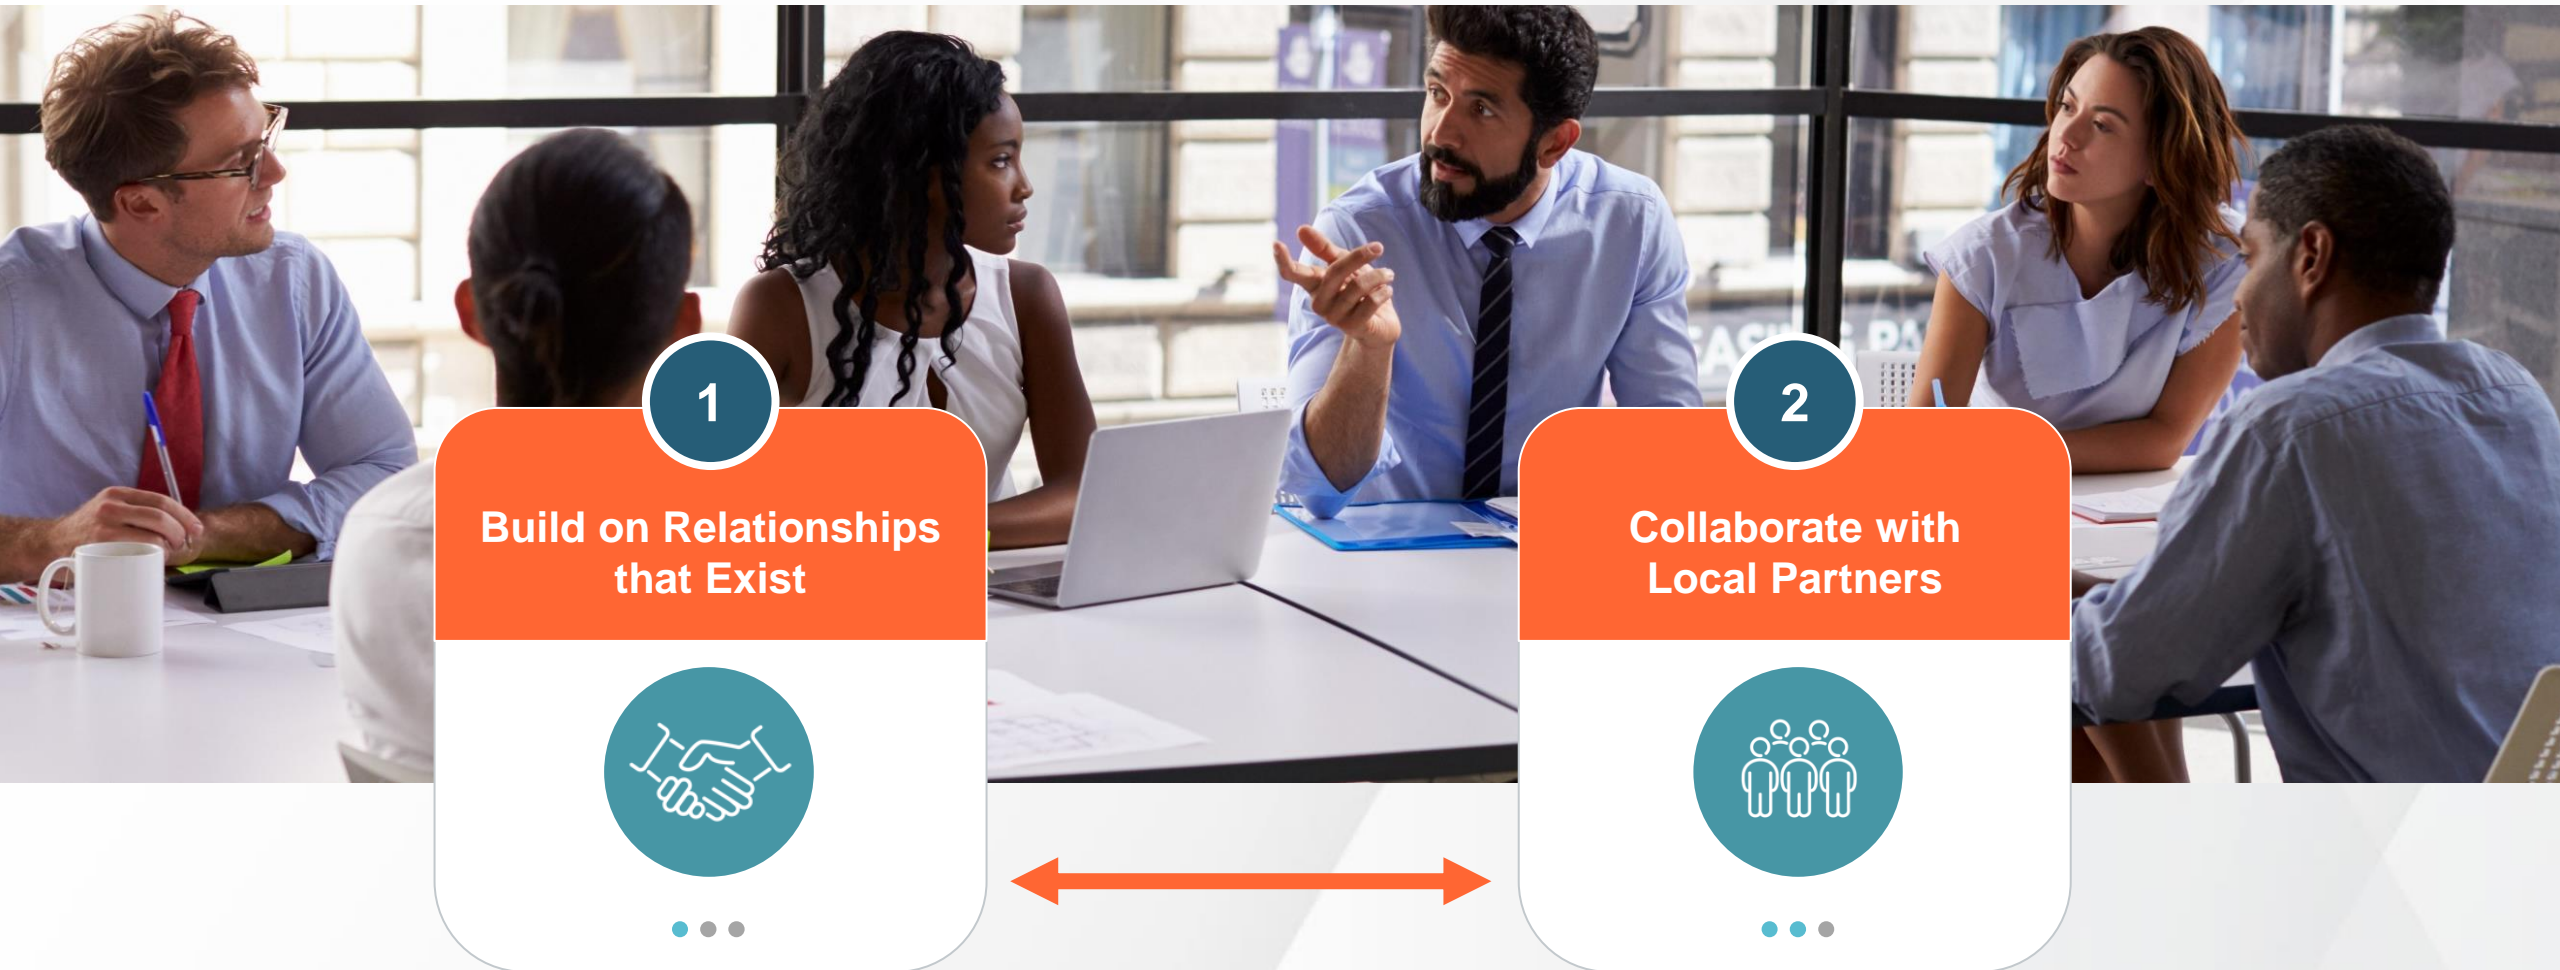 1
Build on Relationships
that Exist
2
Collaborate with
Local Partners